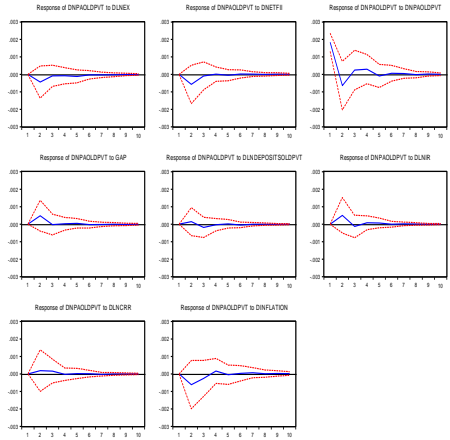 Response of DNPAOLDPVT to DLNEX Response of DNPAOLDPVT to DNETFII Response of DNPAOLDPVT to DNPAOLDPVT
.003 .003 .003
.002 .002 .002
.001 .001 .001
.000 .000 .000
-.001 -.001 -.001
-.002 -.002 -.002
-.003 -.003 -.003
1 2 3 4 5 6 7 8 9 10 1 2 3 4 5 6 7 8 9 10 1 2 3 4 5 6 7 8 9 10
Response of DNPAOLDPVT to GAP Response of DNPAOLDPVT to DLNDEPOSITSOLDPVT Response of DNPAOLDPVT to DLNIR
.003 .003 .003
.002 .002 .002
.001 .001 .001
.000 .000 .000
-.001 -.001 -.001
-.002 -.002 -.002
-.003 -.003 -.003
1 2 3 4 5 6 7 8 9 10 1 2 3 4 5 6 7 8 9 10 1 2 3 4 5 6 7 8 9 10
Response of DNPAOLDPVT to DLNCRR Response of DNPAOLDPVT to DINFLATION
.003 .003
.002 .002
.001 .001
.000 .000
-.001 -.001
-.002 -.002
-.003 -.003
1 2 3 4 5 6 7 8 9 10 1 2 3 4 5 6 7 8 9 10